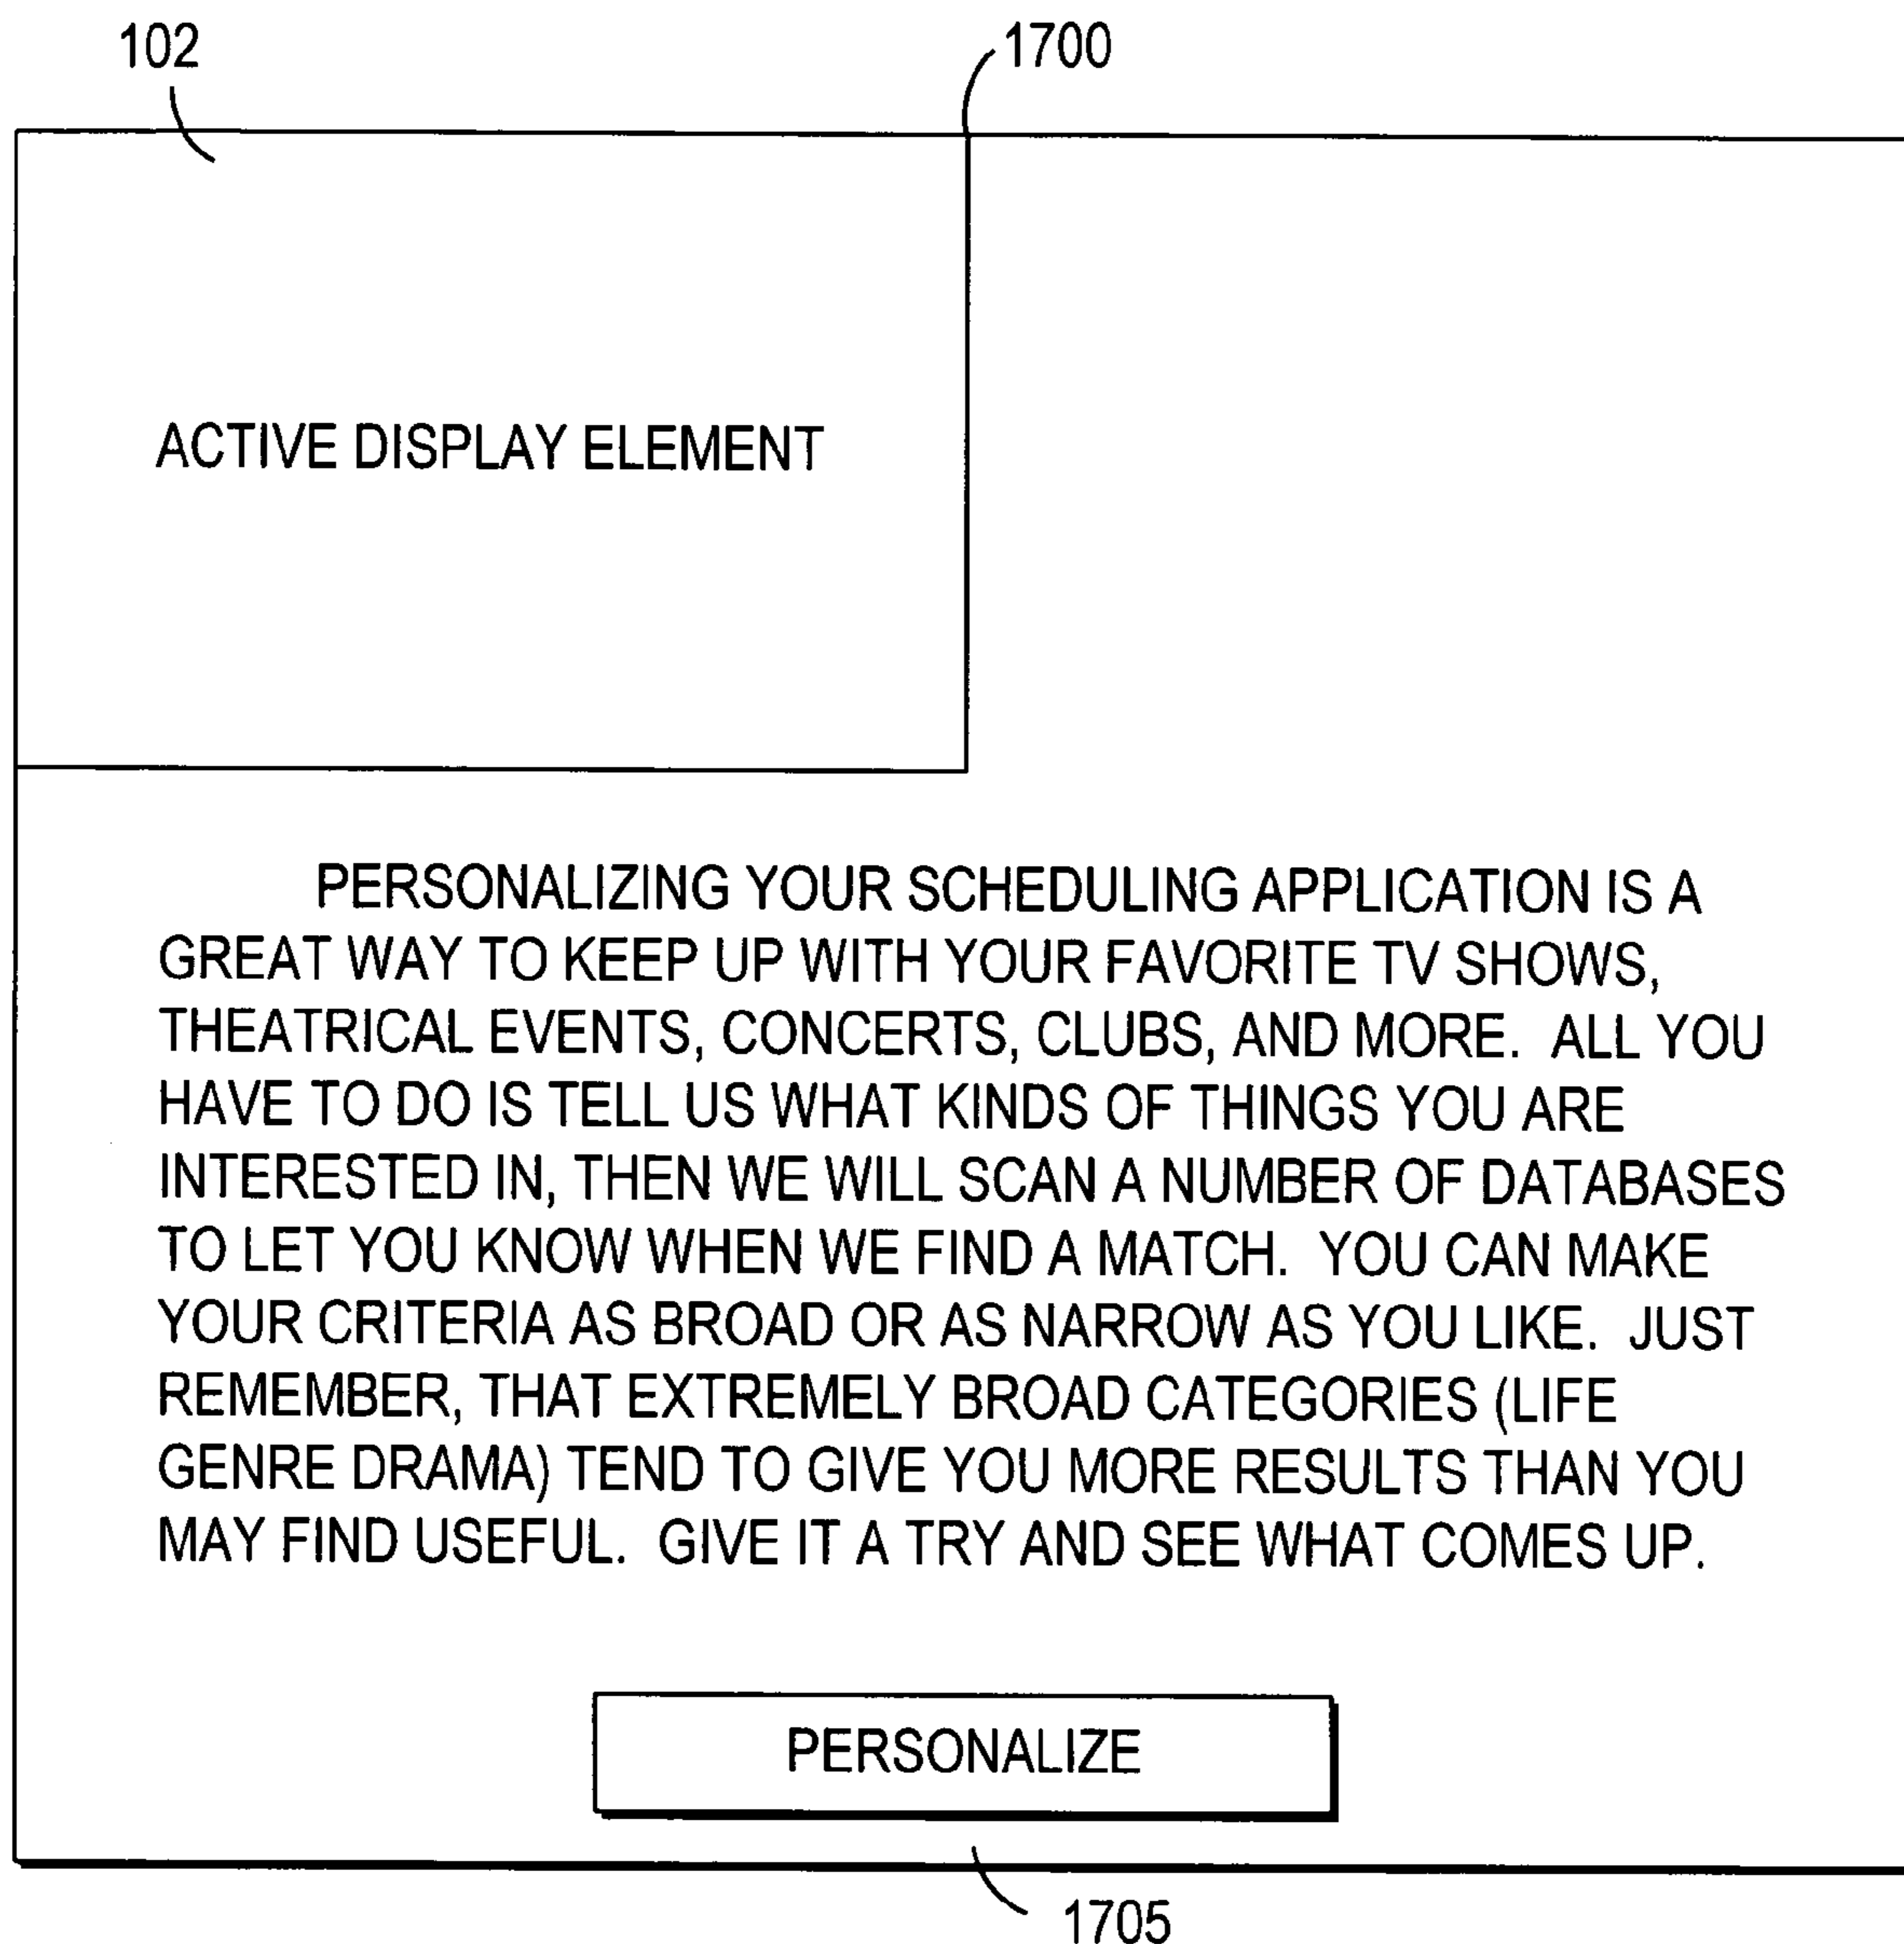 102
1700
ACTIVE DISPLAY ELEMENT
PERSONALIZING YOUR SCHEDULING APPLICATION IS A
GREAT WAY TO KEEP UP WITH YOUR FAVORITE TV SHOWS,
THEATRICAL EVENTS, CONCERTS, CLUBS, AND MORE. ALL YOU
HAVE TO DO IS TELL US WHAT KINDS OF THINGS YOU ARE
INTERESTED IN, THEN WE WILL SCAN A NUMBER OF DATABASES
TO LET YOU KNOW WHEN WE FIND A MATCH. YOU CAN MAKE
YOUR CRITERIA AS BROAD OR AS NARROW AS YOU LIKE. JUST
REMEMBER, THAT EXTREMELY BROAD CATEGORIES (LIFE
GENRE DRAMA) TEND TO GIVE YOU MORE RESULTS THAN YOU
MAY FIND USEFUL. GIVE IT A TRY AND SEE WHAT COMES UP.
PERSONALIZE
1705